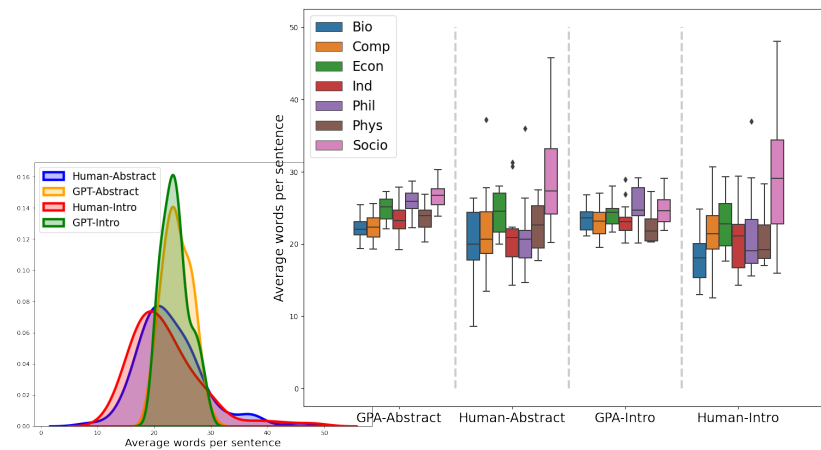 50
40
30
20
10
0
Average words per sentence
Bio
Comp
Econ
Ind
Phil
Phys
Socio
GPA-Abstract
Human-Abstract
GPA-Intro
Human-Intro
0.16
0.14
0.12
0.10
0.08
0.06
0.04
0.02
0.00
Human-Abstract
GPT-Abstract
Human-Intro
GPT-Intro
0
10
20
30
40
50
Average words per sentence